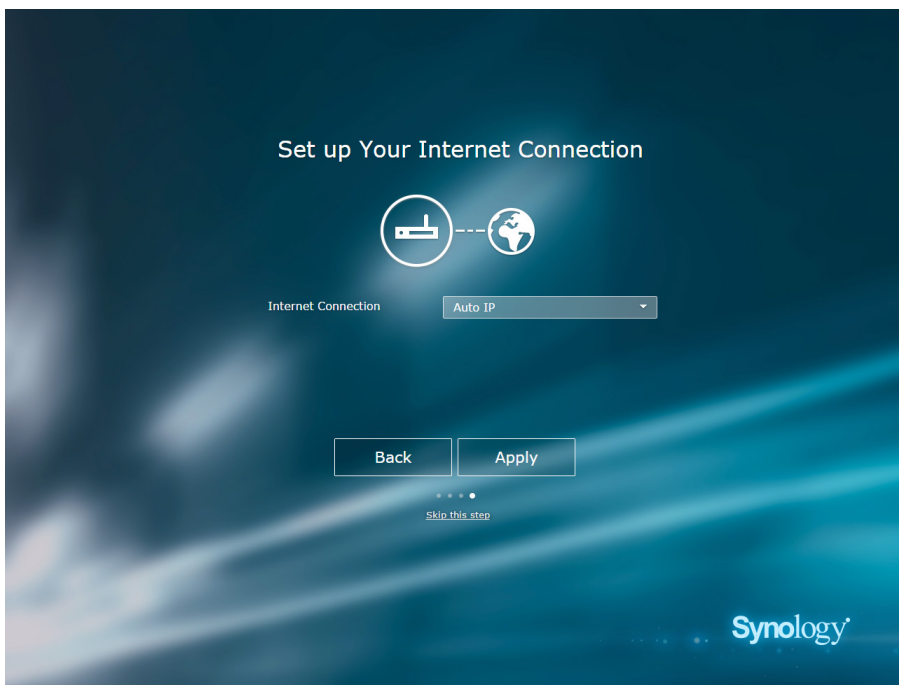 Set up Your Internet Connection
Internet Connection Auto IP
Back Apply
Skip this step
Synology